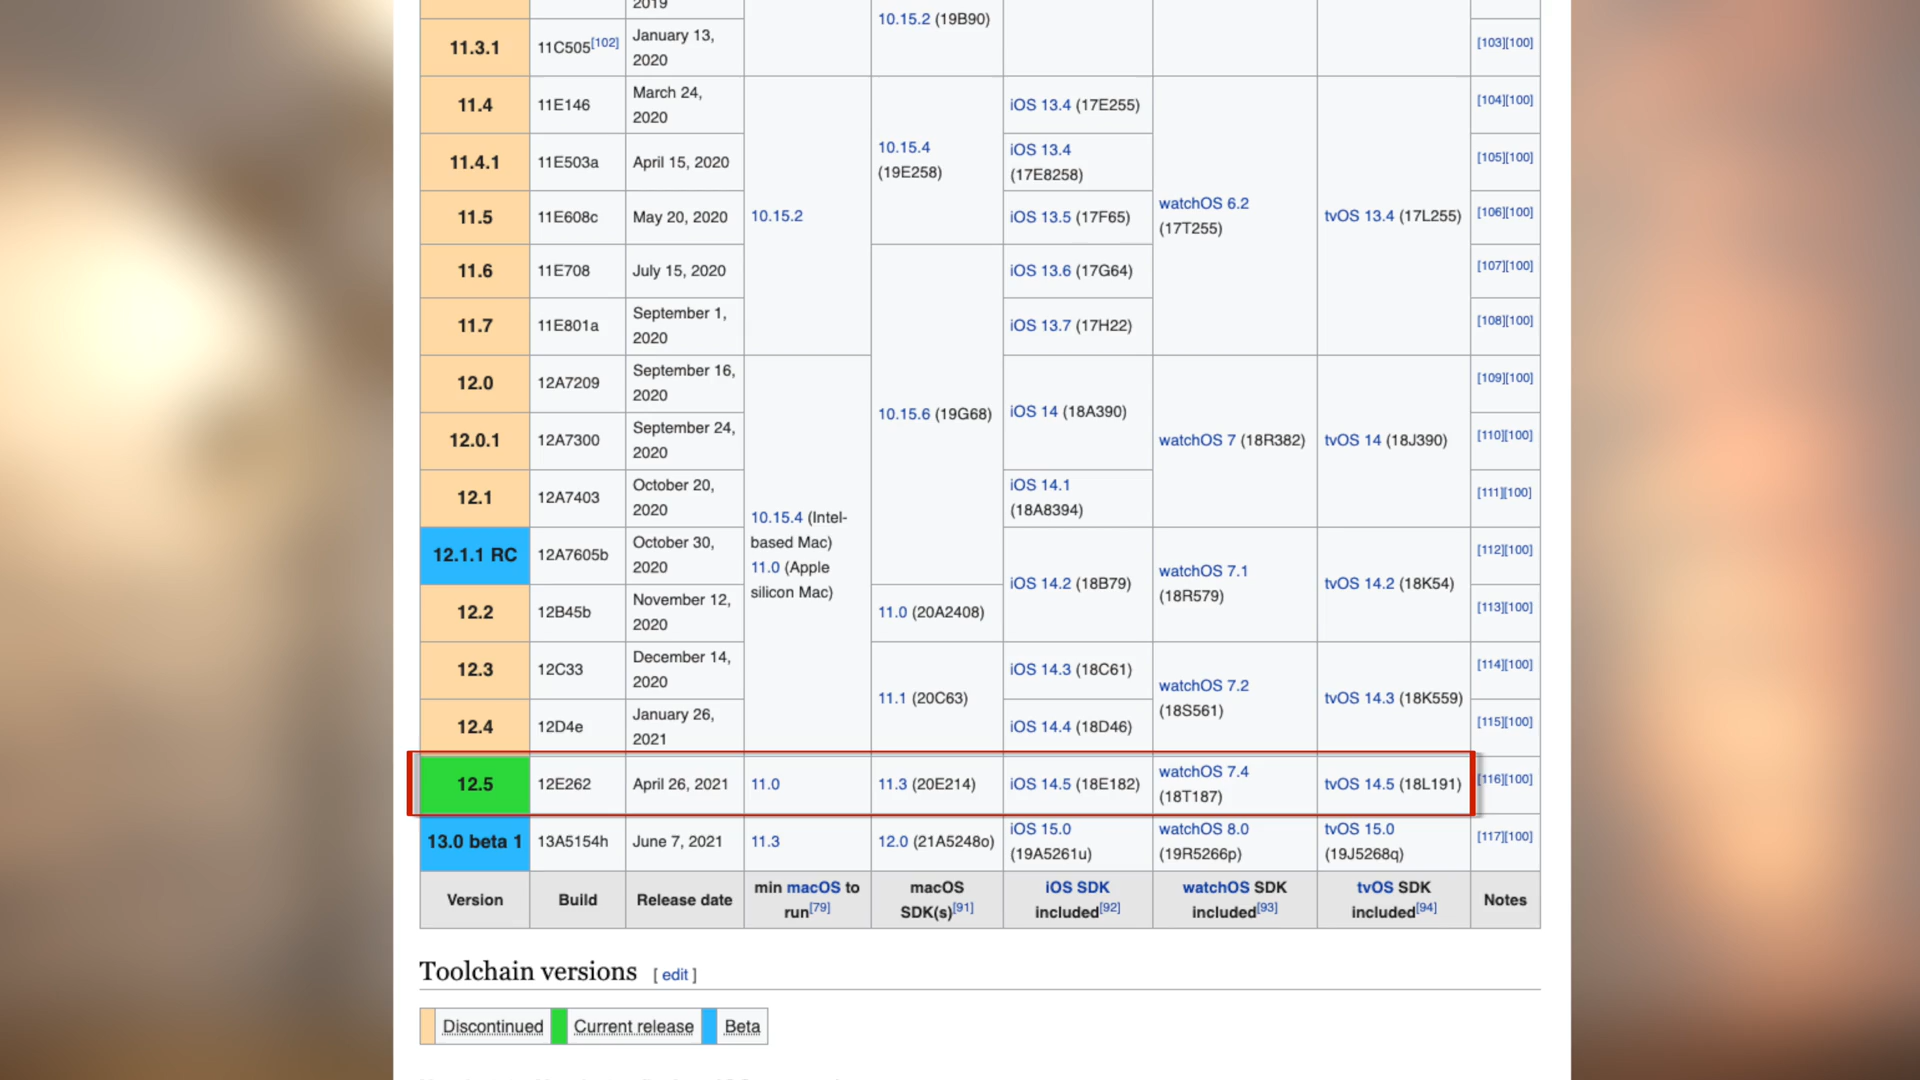 2019
10.15.2 (19B90)
11.3.1 11C505[102] January 13, 2020 [103][100]
11.4 11E146 March 24, 2020 iOS 13.4 (17E255) [104][100]
10.15.4 (19E258)
11.4.1 11E503a April 15, 2020 iOS 13.4 (17E8258) [105][100]
11.5 11E608c May 20, 2020 10.15.2 iOS 13.5 (17F65) watchOS 6.2 (17T255) tvOS 13.4 (17L255) [106][100]
11.6 11E708 July 15, 2020 iOS 13.6 (17G64) [107][100]
11.7 11E801a September 1, 2020 iOS 13.7 (17H22) [108][100]
12.0 12A7209 September 16, 2020 [109][100]
10.15.6 (19G68) iOS 14 (18A390)
12.0.1 12A7300 September 24, 2020 watchOS 7 (18R382) tvOS 14 (18J390) [110][100]
12.1 12A7403 October 20, 2020 iOS 14.1 (18A8394) [111][100]
10.15.4 (Intel-based Mac)
11.0 (Apple silicon Mac)
12.1.1 RC 12A7605b October 30, 2020 [112][100]
iOS 14.2 (18B79) watchOS 7.1 (18R579) tvOS 14.2 (18K54)
12.2 12B45b November 12, 2020 11.0 (20A2408) [113][100]
12.3 12C33 December 14, 2020 iOS 14.3 (18C61) [114][100]
11.1 (20C63) watchOS 7.2 (18S561) tvOS 14.3 (18K559)
12.4 12D4e January 26, 2021 iOS 14.4 (18D46) [115][100]
12.5 12E262 April 26, 2021 11.0 11.3 (20E214) iOS 14.5 (18E182) watchOS 7.4 (18T187) tvOS 14.5 (18L191) [116][100]
13.0 beta 1 13A5154h June 7, 2021 11.3 12.0 (21A5248o) iOS 15.0 (19A5261u) watchOS 8.0 (19R5266p) tvOS 15.0 (19J5268q) [117][100]
Version Build Release date min macOS to run[79] macOS SDK(s)[91] iOS SDK included[92] watchOS SDK included[93] tvOS SDK included[94] Notes
Toolchain versions [ edit ]
Discontinued Current release Beta